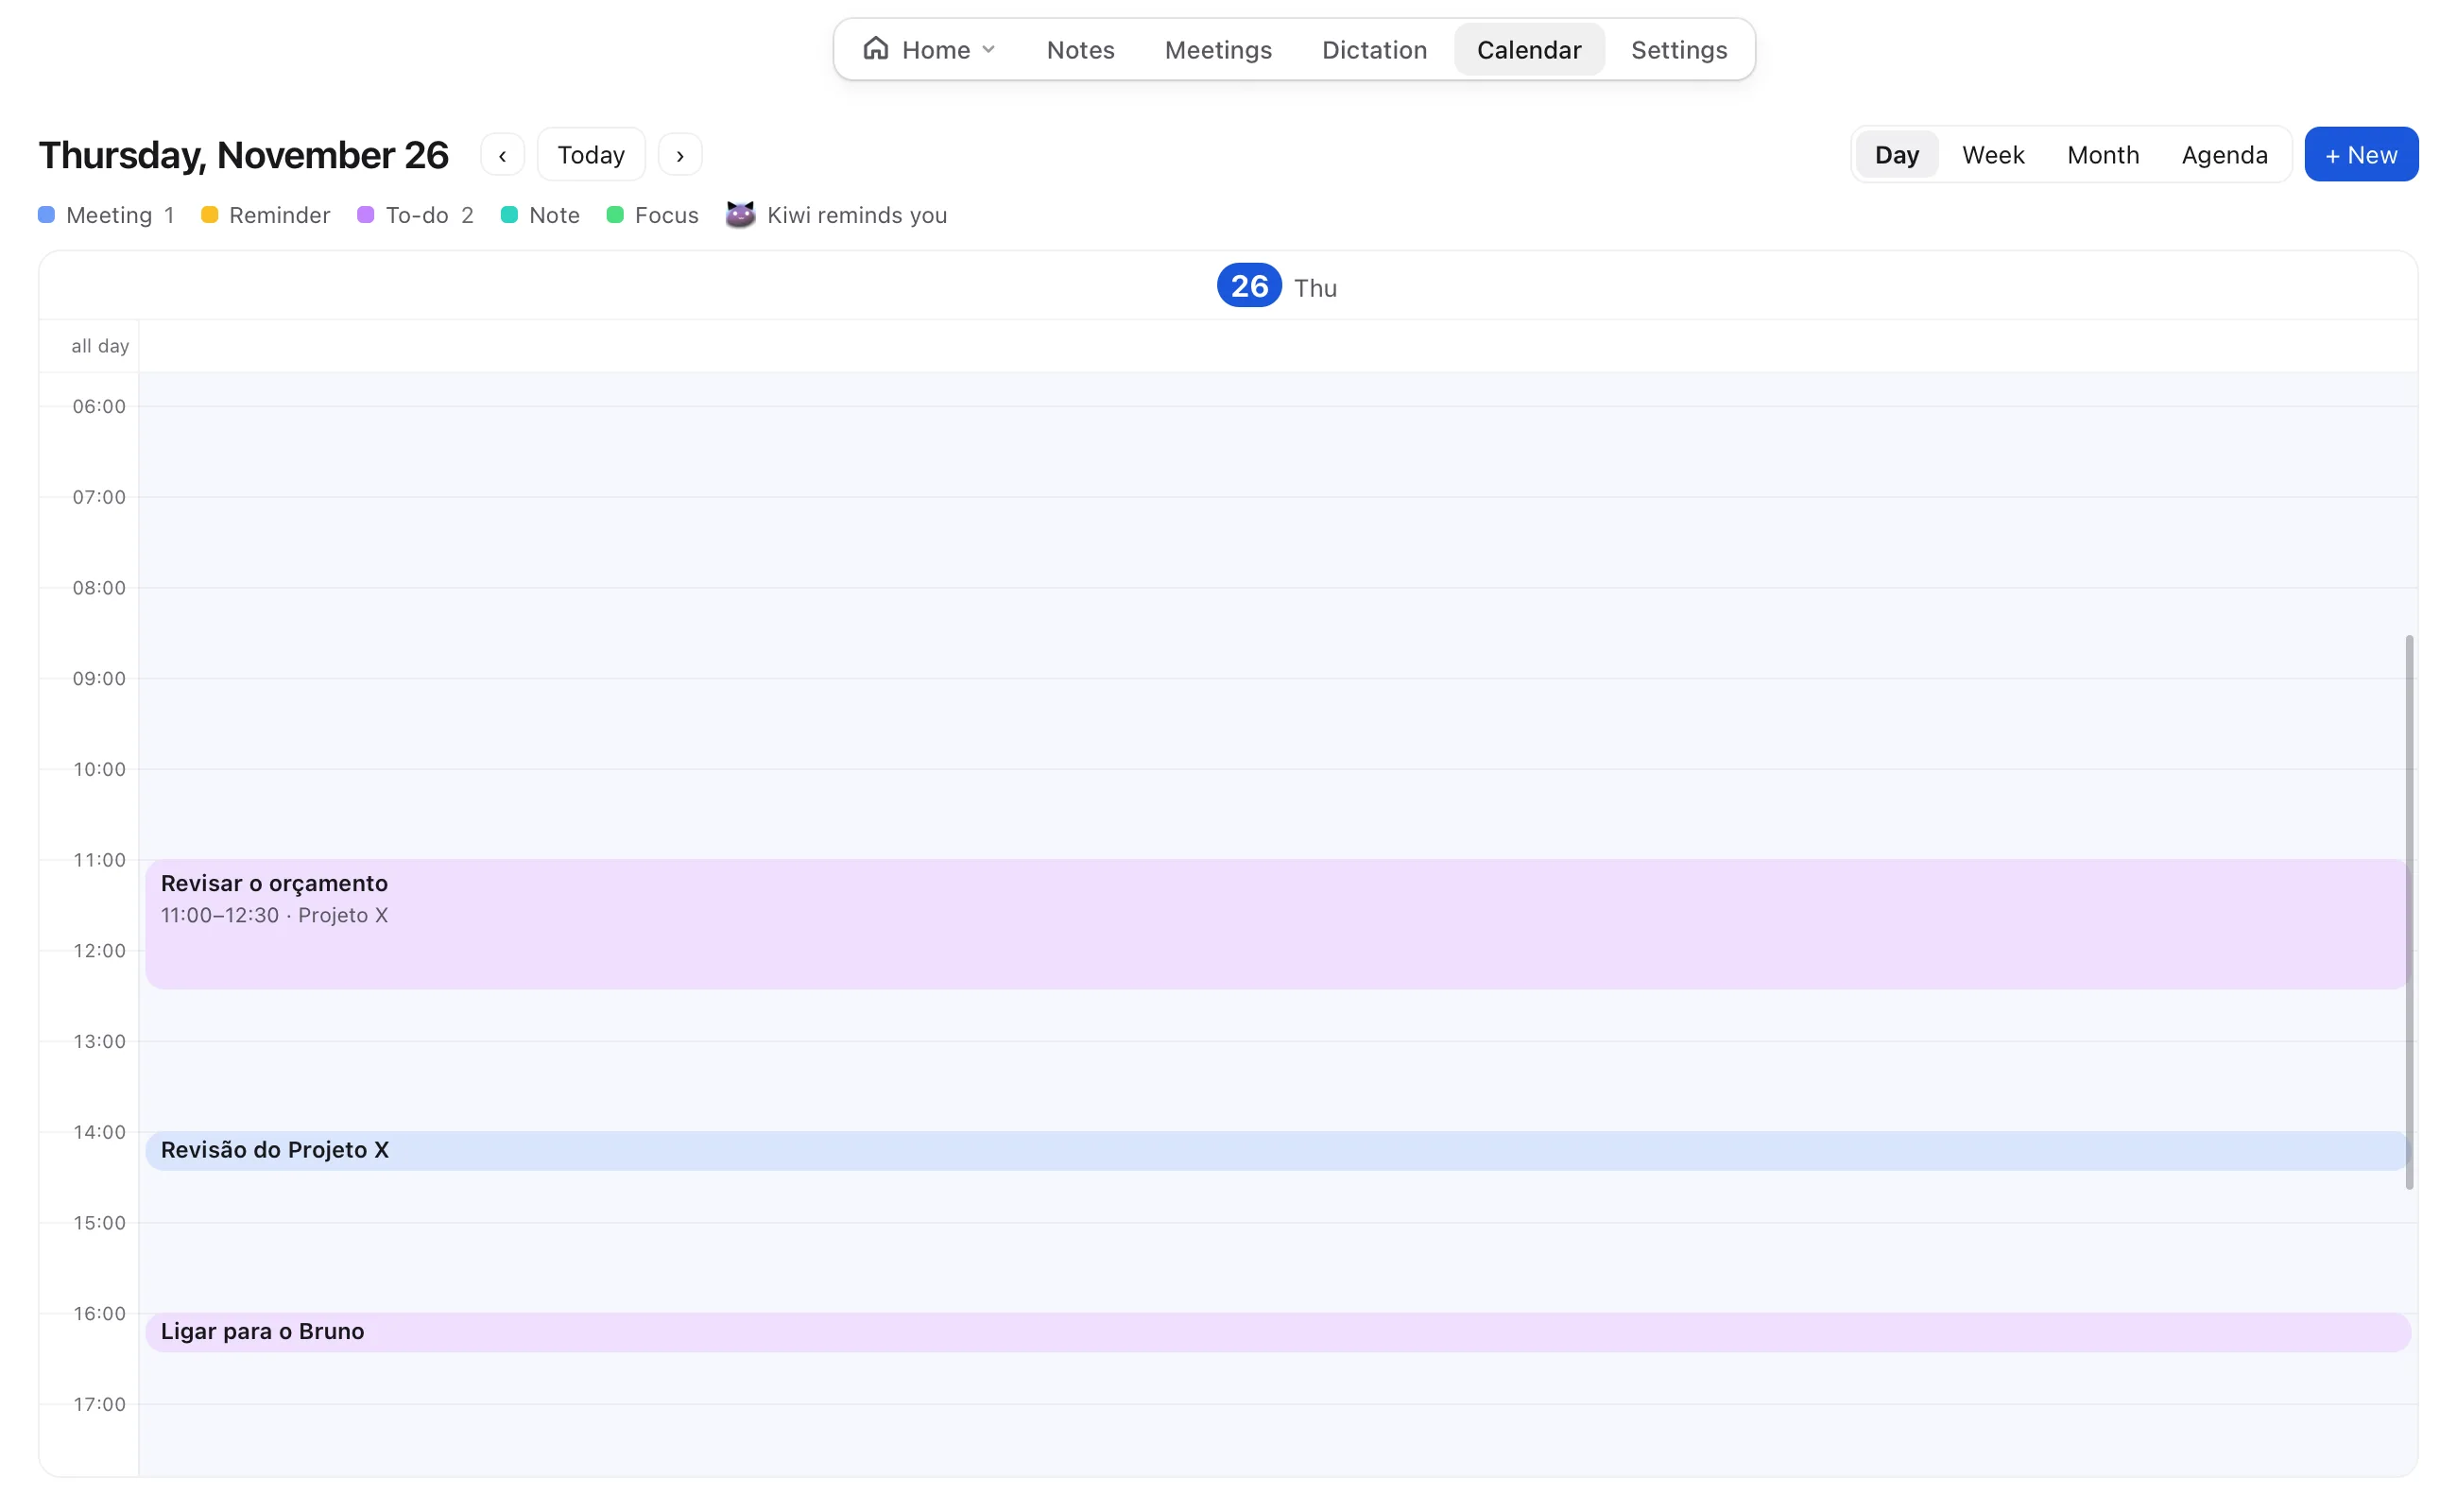 Home Notes Meetings Dictation Calendar Settings
Thursday, November 26 ‹ Today › Day Week Month Agenda + New
Meeting 1 Reminder To-do 2 Note Focus Kiwi reminds you
26 Thu
all day
06:00
07:00
08:00
09:00
10:00
11:00
Revisar o orçamento
11:00–12:30 · Projeto X
12:00
13:00
14:00
Revisão do Projeto X
15:00
16:00
Ligar para o Bruno
17:00